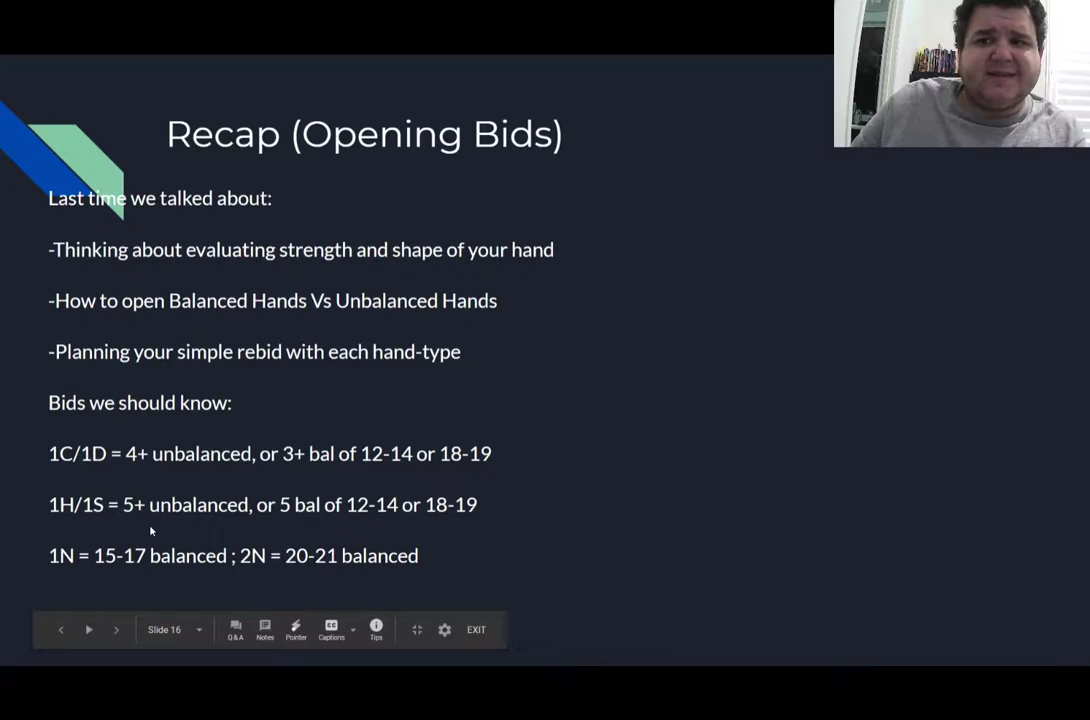 Recap (Opening Bids)
Last time we talked about:
-Thinking about evaluating strength and shape of your hand
-How to open Balanced Hands Vs Unbalanced Hands
-Planning your simple rebid with each hand-type
Bids we should know:
1C/1D = 4+ unbalanced, or 3+ bal of 12-14 or 18-19
1H/1S = 5+ unbalanced, or 5 bal of 12-14 or 18-19
1N = 15-17 balanced ; 2N = 20-21 balanced
Slide 16
Q&A
Notes
Pointer
CC
Captions
Tips
EXIT